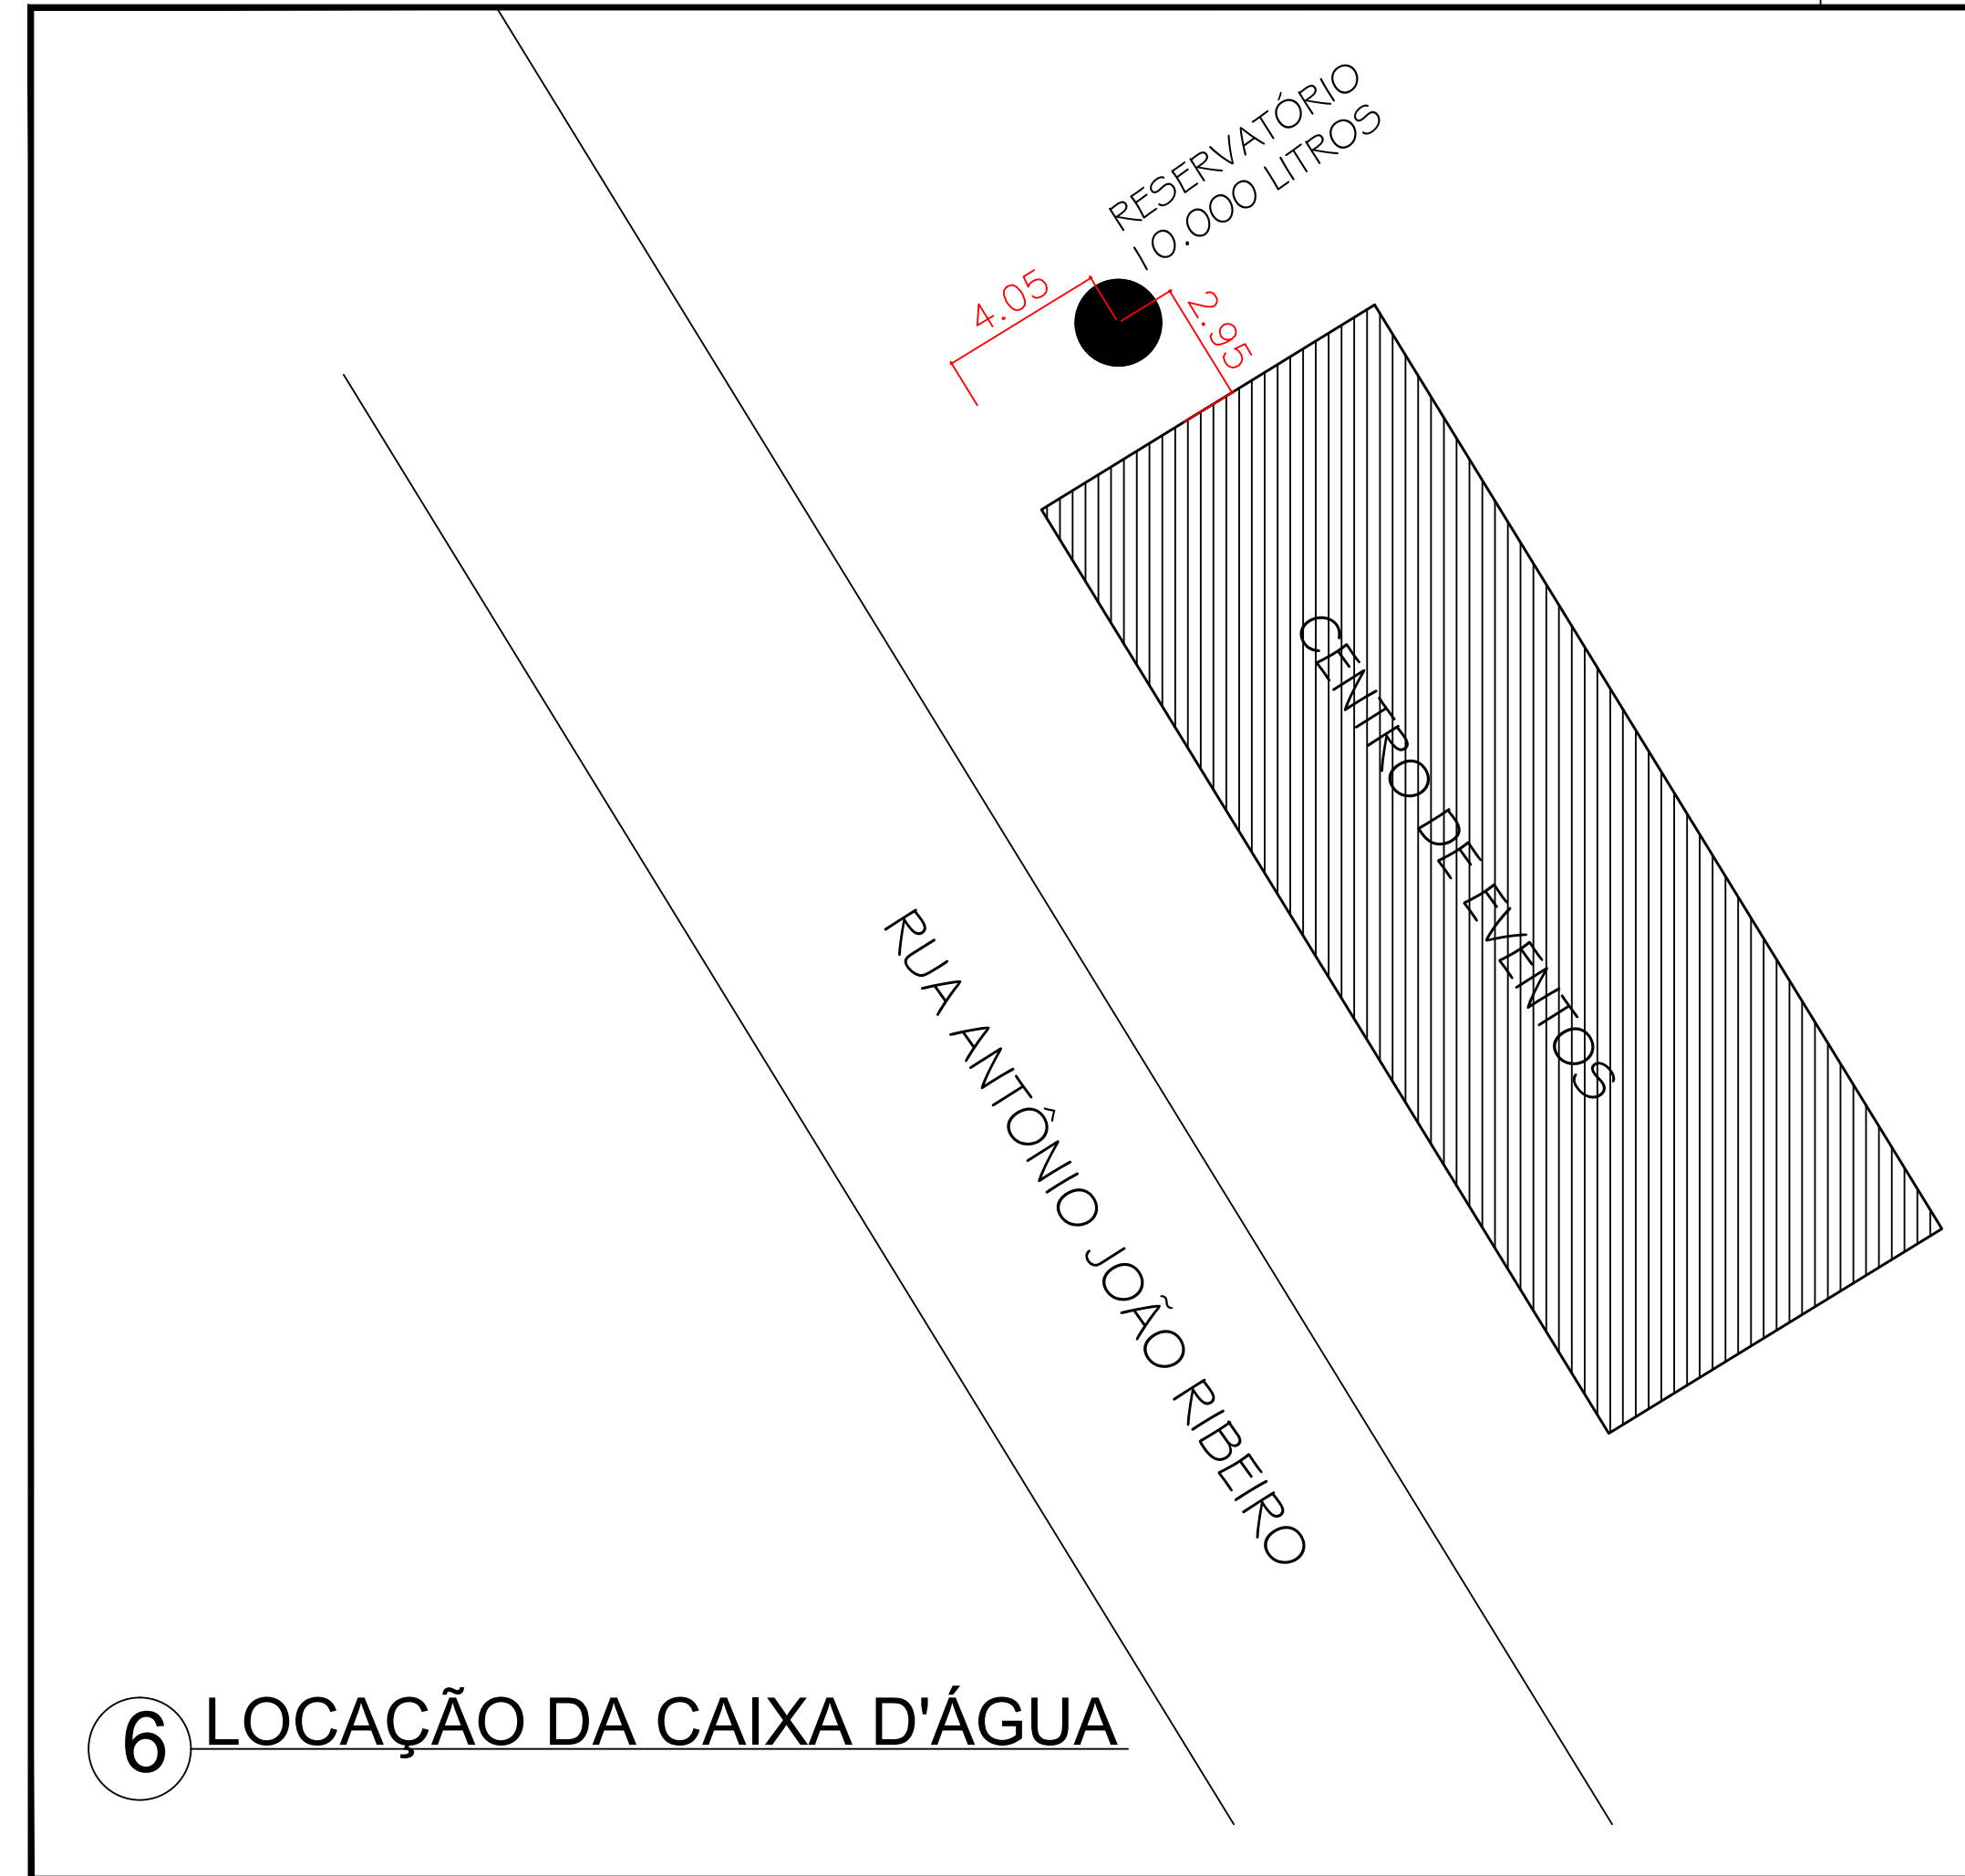 RESERVATÓRIO
10.000 LITROS
4.05
2.95
CENTRO DE EVENTOS
RUA ANTÔNIO JOÃO RIBEIRO
6
LOCAÇÃO DA CAIXA D'ÁGUA